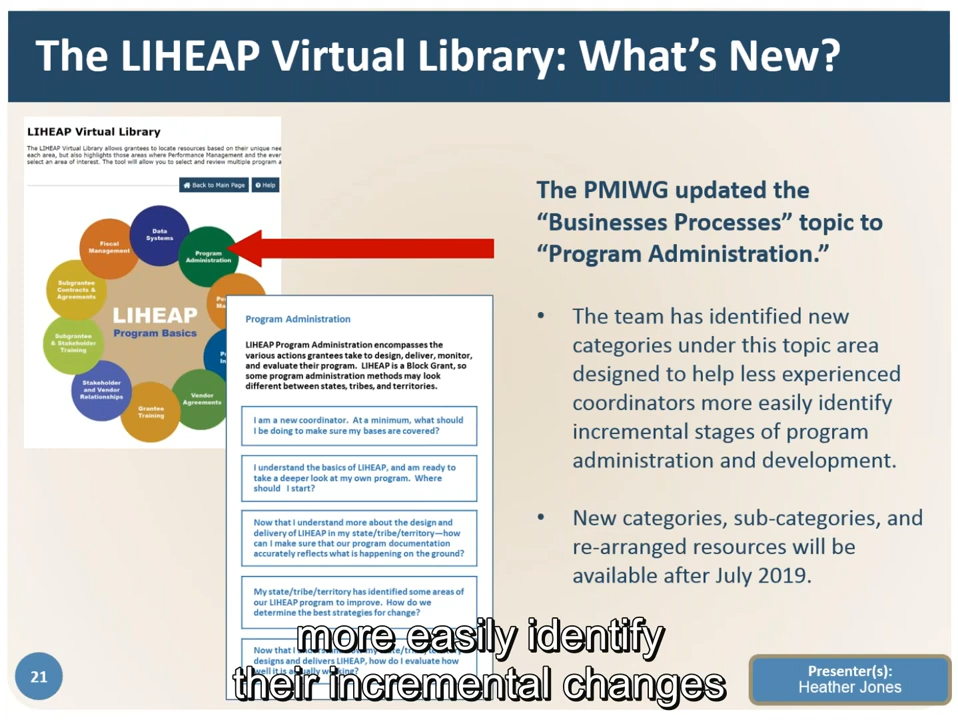 The LIHEAP Virtual Library: What's New?
LIHEAP Virtual Library
The LIHEAP Virtual Library allows grantees to locate resources based on their unique nee
each area, but also highlights those areas where Performance Management and the ever
select an area of interest. The tool will allow you to select and review multiple program a
Back to Main Page
Help
Data
Systems
Program
Administration
Fiscal
Management
Subgrantee
Contracts &
Agreements
Subgrantee
& Stakeholder
Training
Stakeholder
and Vendor
Relationships
Grantee
Training
Vendor
Agreements
LIHEAP
Program Basics
Program Administration
LIHEAP Program Administration encompasses the
various actions grantees take to design, deliver, monitor,
and evaluate their program. LIHEAP is a Block Grant, so
some program administration methods may look
different between states, tribes, and territories.
I am a new coordinator. At a minimum, what should
I be doing to make sure my bases are covered?
I understand the basics of LIHEAP, and am ready to
take a deeper look at my own program. Where
should I start?
Now that I understand more about the design and
delivery of LIHEAP in my state/tribe/territory—how
can I make sure that our program documentation
accurately reflects what is happening on the ground?
My state/tribe/territory has identified some areas of
our LIHEAP program to improve. How do we
determine the best strategies for change?
Now that I
designs and delivers LIHEAP, how do I evaluate how
The PMIWG updated the
“Businesses Processes” topic to
“Program Administration.”
• The team has identified new
categories under this topic area
designed to help less experienced
coordinators more easily identify
incremental stages of program
administration and development.
• New categories, sub-categories, and
re-arranged resources will be
available after July 2019.
more easily identify
their incremental changes
21
Presenter(s):
Heather Jones